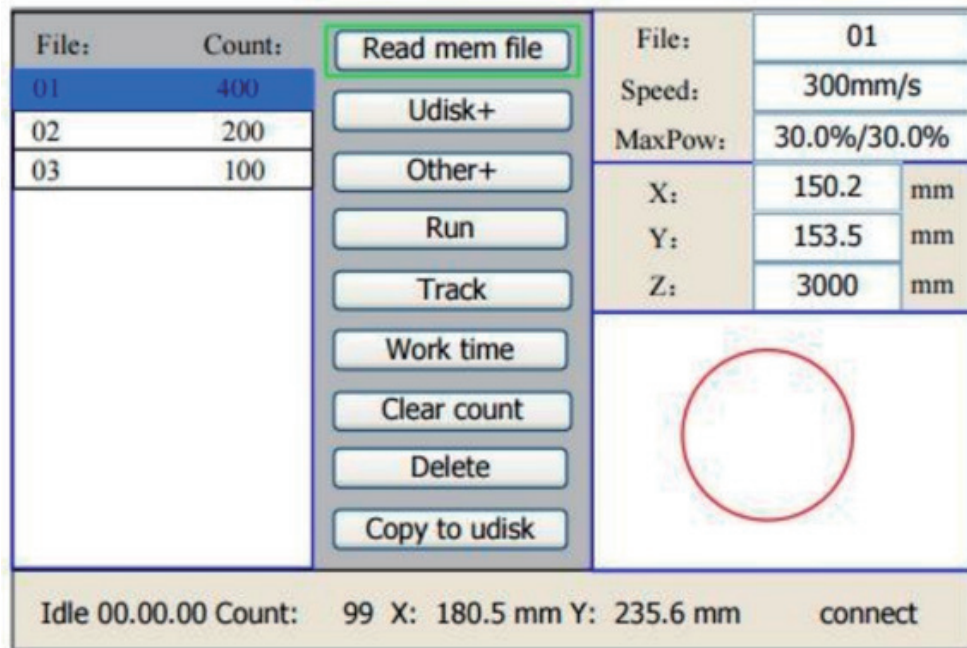 File: Count:
01 400
02 200
03 100
Read mem file
Udisk+
Other+
Run
Track
Work time
Clear count
Delete
Copy to udisk
File: 01
Speed: 300mm/s
MaxPow: 30.0%/30.0%
X: 150.2 mm
Y: 153.5 mm
Z: 3000 mm
Idle 00.00.00 Count: 99 X: 180.5 mm Y: 235.6 mm connect